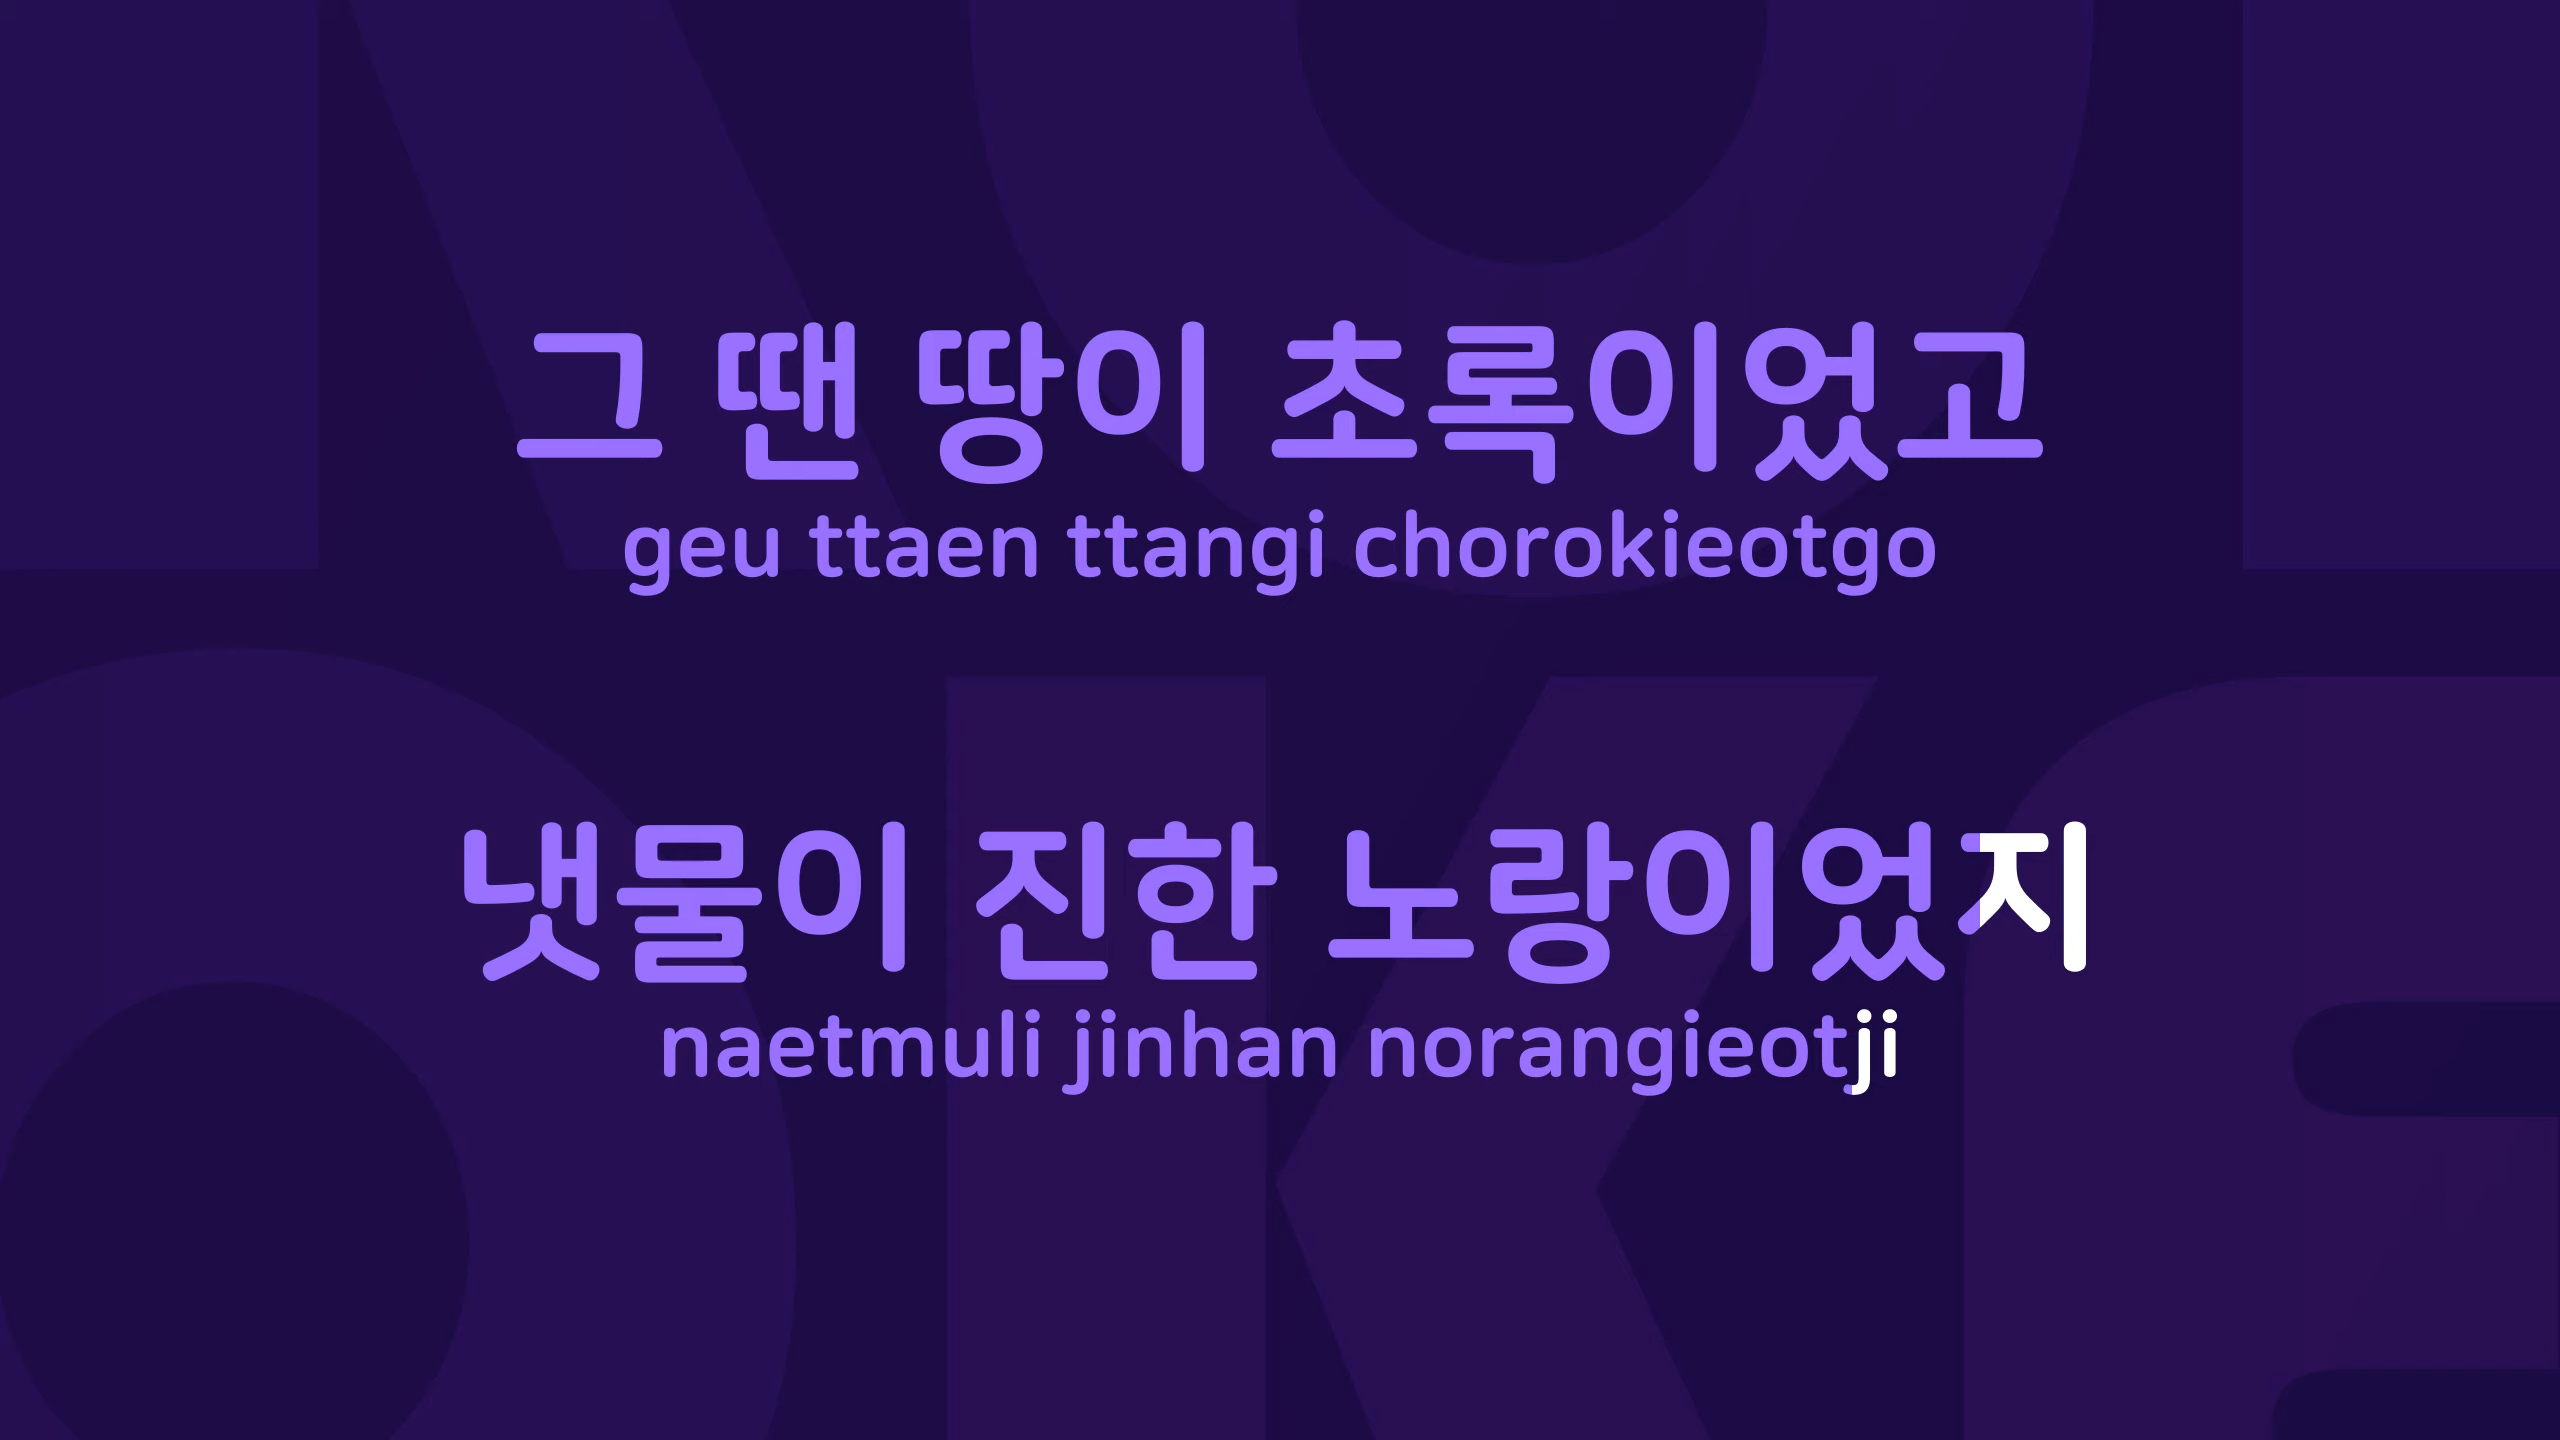 그 땐 땅이 초록이었고
geu ttaen ttangi chorokieotgo
냇물이 진한 노랑이었지
naetmuli jinhan norangieotji